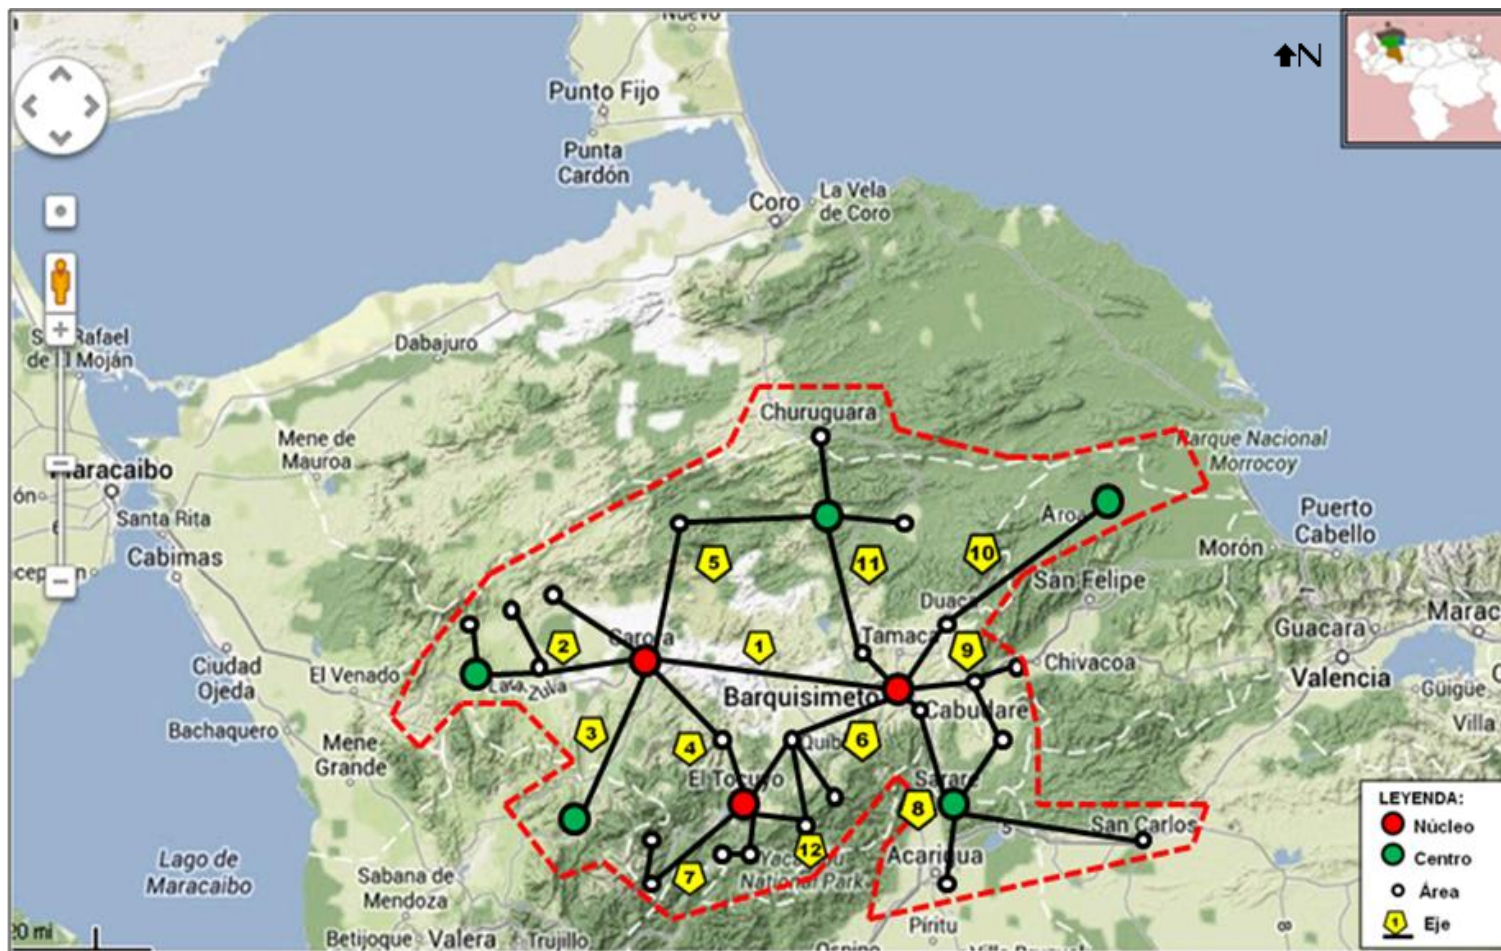 Nuevo
N
Punto Fijo
Punta
Cardón
Coro
La Vela
de Coro
Rafael
Moján
Dabajuro
Churuguara
Mene de
Mauroa
Parque Nacional
Morrocoy
Maracaibo
Santa Rita
Cabimas
Aroa
Puerto
Cabello
Morón
5
11
10
San Felipe
Duaca
Guacara
Carora
2
1
Tamaca
9
Chivacoa
Valencia
Ciudad
Ojeda
El Venado
Lara, Zulia
Barquisimeto
Cabudare
Güigüe
Villa
Bachaquero
3
4
6
Mene
Grande
El Tocuyo
Sarare
8
LEYENDA:
Núcleo
Centro
Área
1 Eje
5
San Carlos
Lago de
Maracaibo
12
Acarigua
7
National Park
Sabana de
Mendoza
Píritu
20 mi
Betijoque
Valera
Trujillo